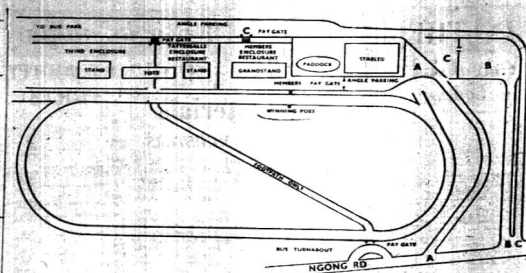 TO BUS PARK
ANGLE PARKING
C
PAY GATE
PAY GATE
THIRD ENCLOSURE
TATTERSALLS
ENCLOSURE
RESTAURANT
MEMBERS
ENCLOSURE
RESTAURANT
STAND
TOTE
STAND
GRANDSTAND
PADDOCK
STABLES
A
C
B
MEMBERS PAY GATE
ANGLE PARKING
WINNING POST
FOOTPATH ONLY
BUS TURNABOUT
PAY GATE
NGONG RD
A
B C